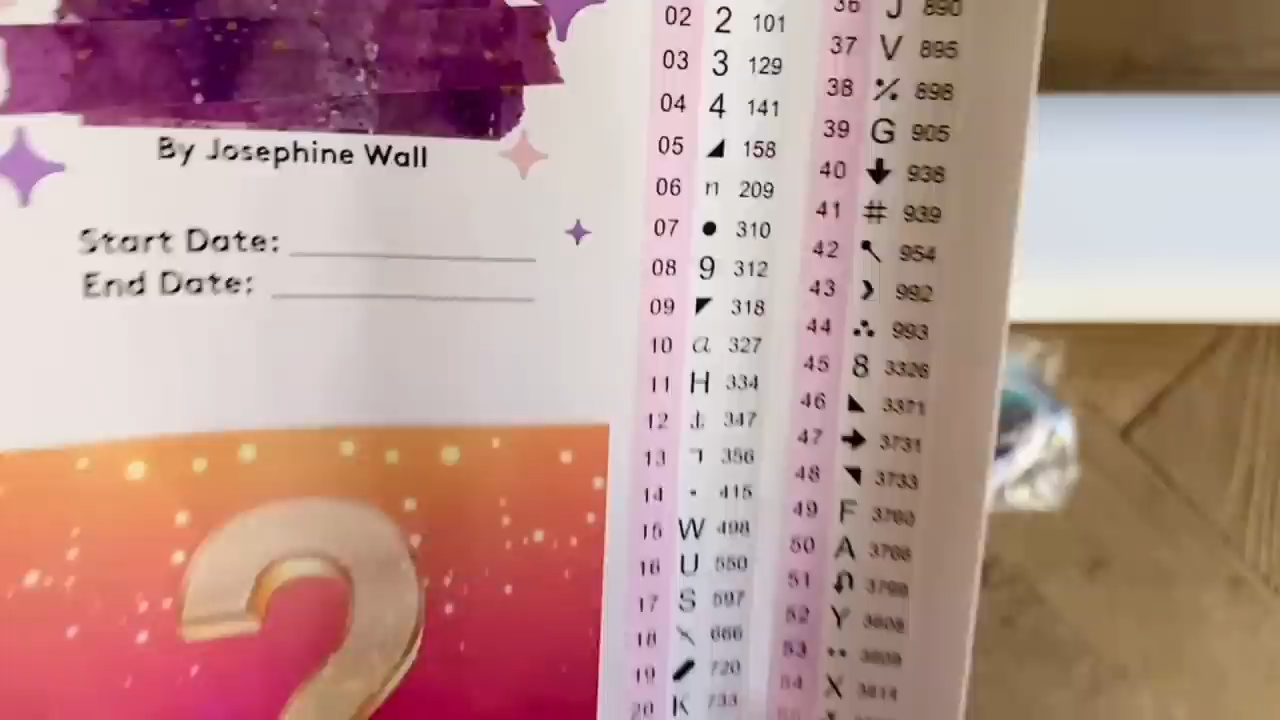 By Josephine Wall
Start Date:
End Date:
02 2 101
03 3 129
04 4 141
05 158
06 n 209
07 ● 310
08 9 312
09 318
10 a 327
11 H 334
12 347
13 356
14 415
15 W 498
16 U 550
17 S 597
18 666
19 720
20 K 733
36 J 890
37 V 895
38 % 898
39 G 905
40 938
41 # 939
42 954
43 992
44 993
45 8 3326
46 3371
47 3731
48 3733
49 F 3760
50 A 3766
51
52 Y
53
54 X 3814
?